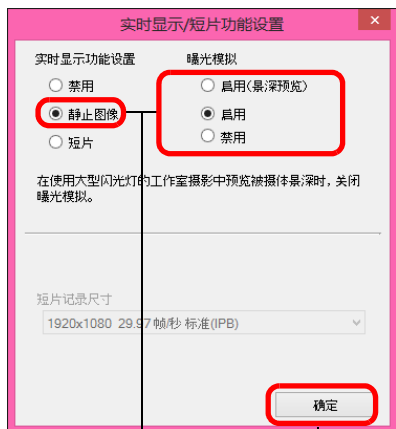 实时显示/短片功能设置
实时显示功能设置
曝光模拟
禁用
启用(景深预览)
静止图像
启用
短片
禁用
在使用大型闪光灯的工作室摄影中预览被摄体景深时，关闭
曝光模拟。
短片记录尺寸
1920x1080 29.97 帧/秒 标准(IPB)
确定